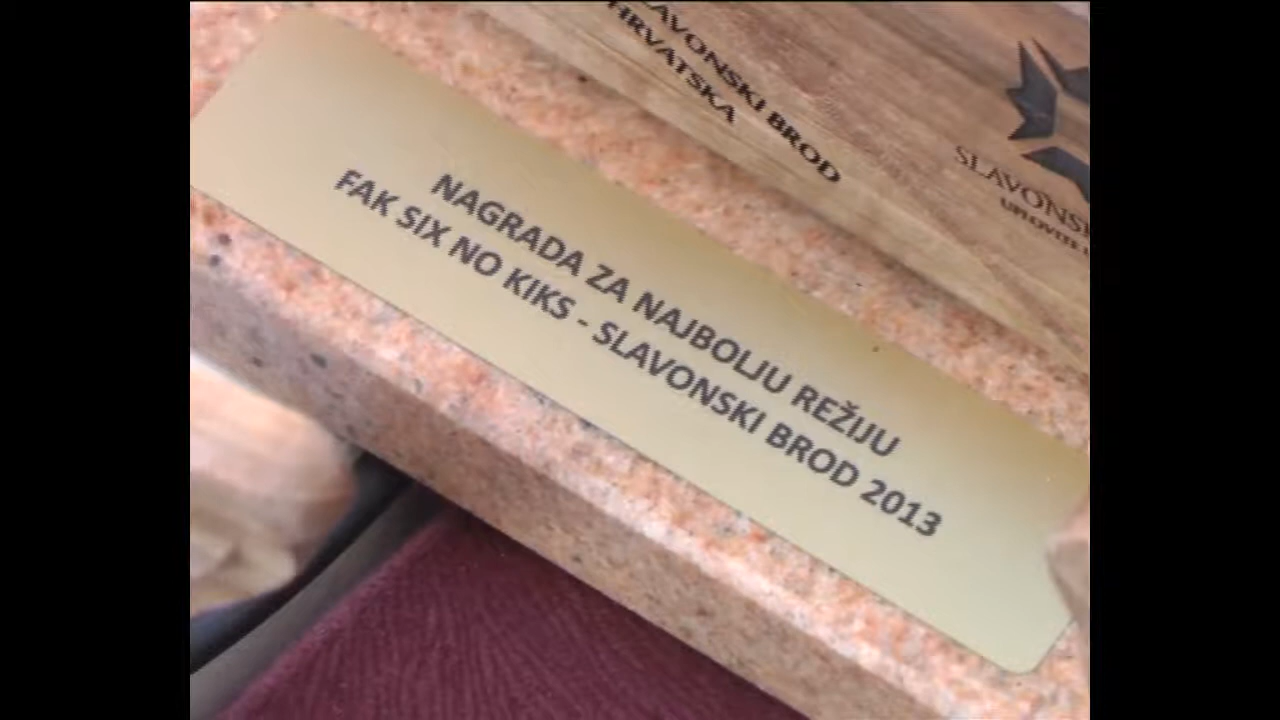 SLAVONSKI BROD
HRVATSKA
SLAVONSKI
NAGRADA ZA NAJBOLJU REŽIJU
FAK SIX NO KIKS - SLAVONSKI BROD 2013